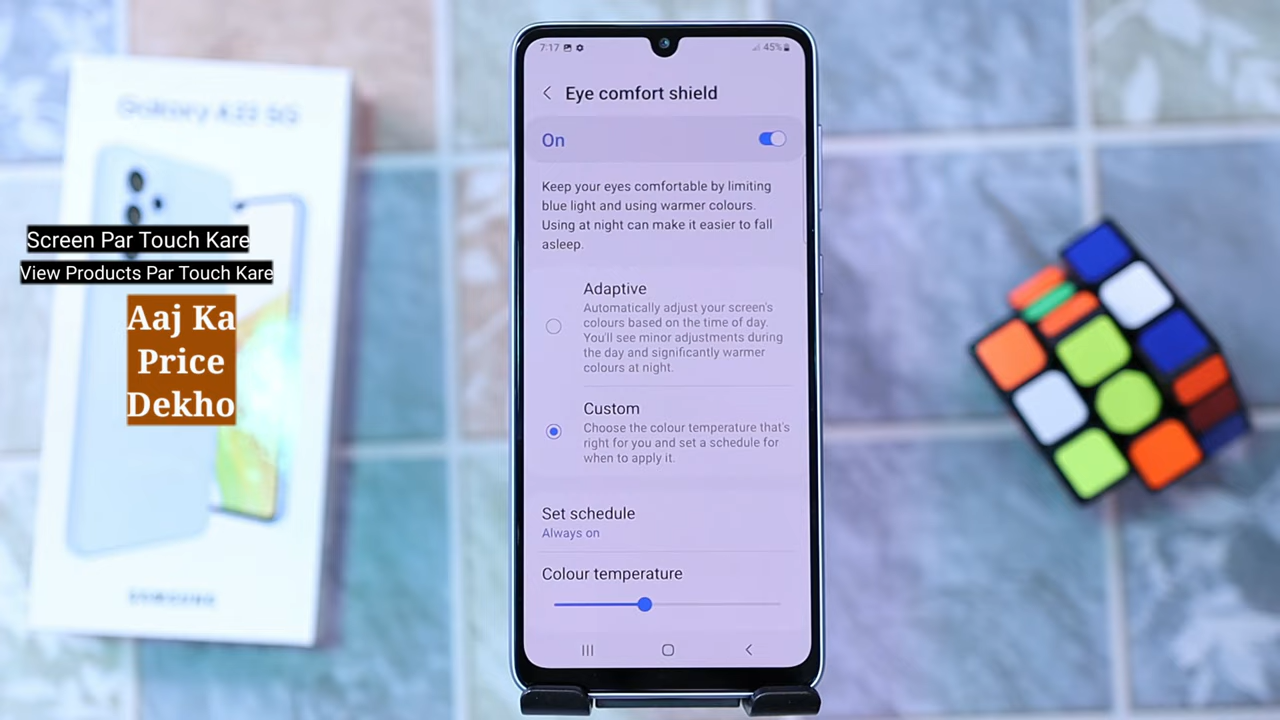 Galaxy A33 5G
SAMSUNG
Screen Par Touch Kare
View Products Par Touch Kare
Aaj Ka
Price
Dekho
7:17
45%
Eye comfort shield
On
Keep your eyes comfortable by limiting
blue light and using warmer colours.
Using at night can make it easier to fall
asleep.
Adaptive
Automatically adjust your screen's
colours based on the time of day.
You'll see minor adjustments during
the day and significantly warmer
colours at night.
Custom
Choose the colour temperature that's
right for you and set a schedule for
when to apply it.
Set schedule
Always on
Colour temperature